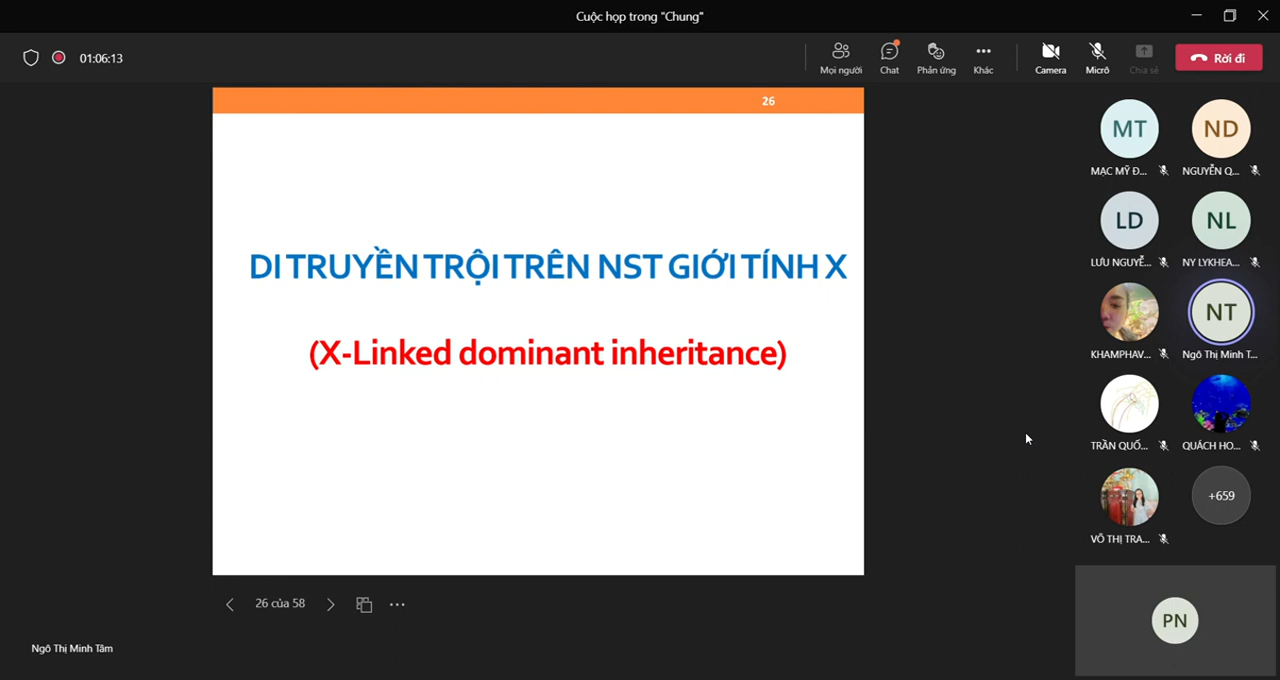 Cuộc họp trong "Chung"
01:06:13
Mọi người
Chat
Phản ứng
Khác
Camera
Micrô
Chia sẻ
Rời đi
26
DI TRUYỀN TRỘI TRÊN NST GIỚI TÍNH X
(X-Linked dominant inheritance)
26 của 58
Ngô Thị Minh Tâm
MT
ND
MẠC MỸ Đ...
NGUYỄN Q...
LD
NL
LƯU NGUYỄ...
NY LYKHEA...
NT
KHAMPHAV...
Ngô Thị Minh T...
TRẦN QUỐ...
QUÁCH HO...
+659
VÕ THỊ TRA...
PN